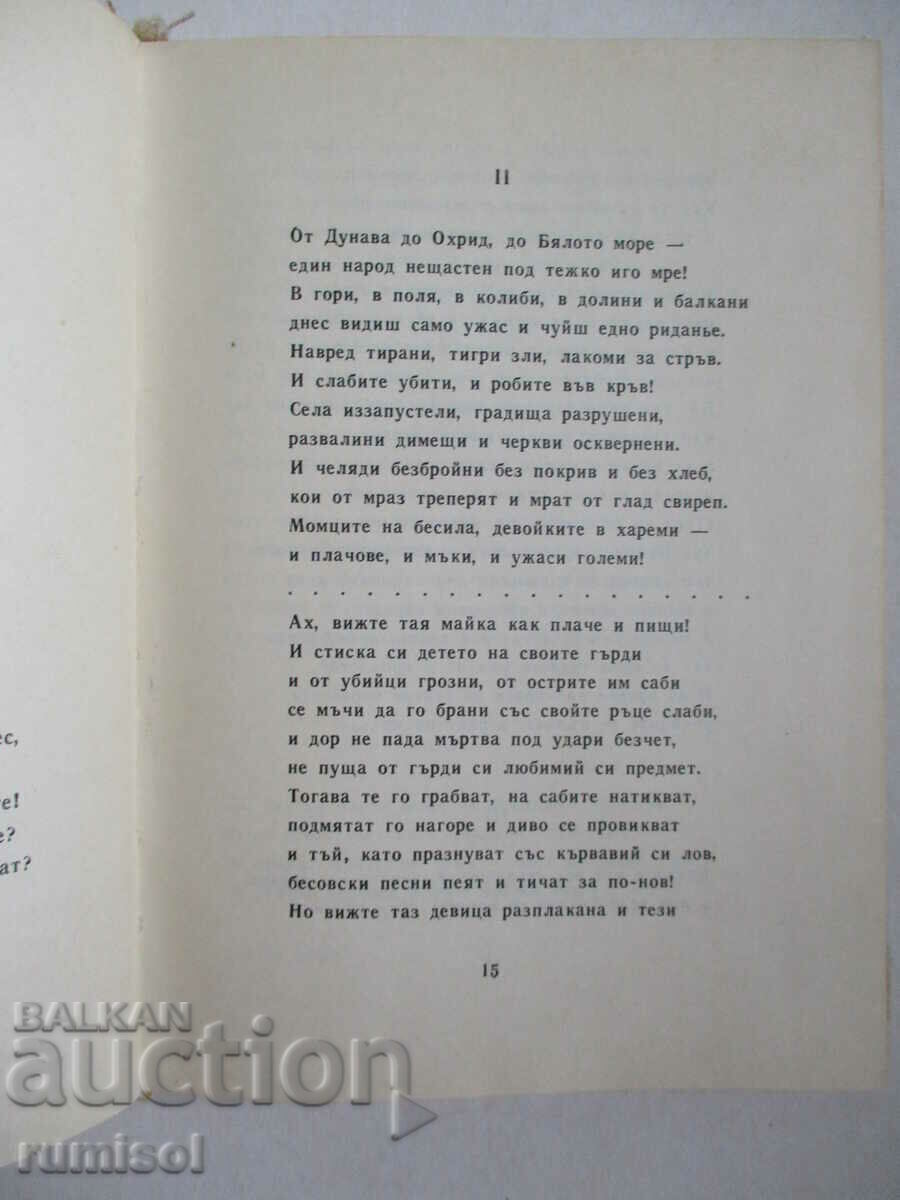 ес,
е!
е?
ат?
II
От Дунава до Охрид, до Бялото море —
един народ нещастен под тежко иго мре!
В гори, в поля, в колиби, в долини и балкани
днес видиш само ужас и чуйш едно риданье.
Навред тирани, тигри зли, лакоми за стръв.
И слабите убити, и робите във кръв!
Села иззапустели, градища разрушени,
развалини димещи и черкви осквернени.
И челяди безбройни без покрив и без хлеб,
кои от мраз треперят и мрат от глад свиреп.
Момците на бесила, девойките в хареми —
и плачове, и мъки, и ужаси големи!
. . . . . . . . . . . . . . . . . .
Ах, вижте тая майка как плаче и пищи!
И стиска си детето на своите гърди
и от убийци грозни, от острите им саби
се мъчи да го брани със свойте ръце слаби,
и дор не пада мъртва под удари безчет,
не пуща от гърди си любимий си предмет.
Тогава те го грабват, на сабите натикват,
подмятат го нагоре и диво се провикват
и тъй, като празнуват със кървавий си лов,
бесовски песни пеят и тичат за по-нов!
Но вижте таз девица разплакана и тези
15
BALKAN
auction
rumisol